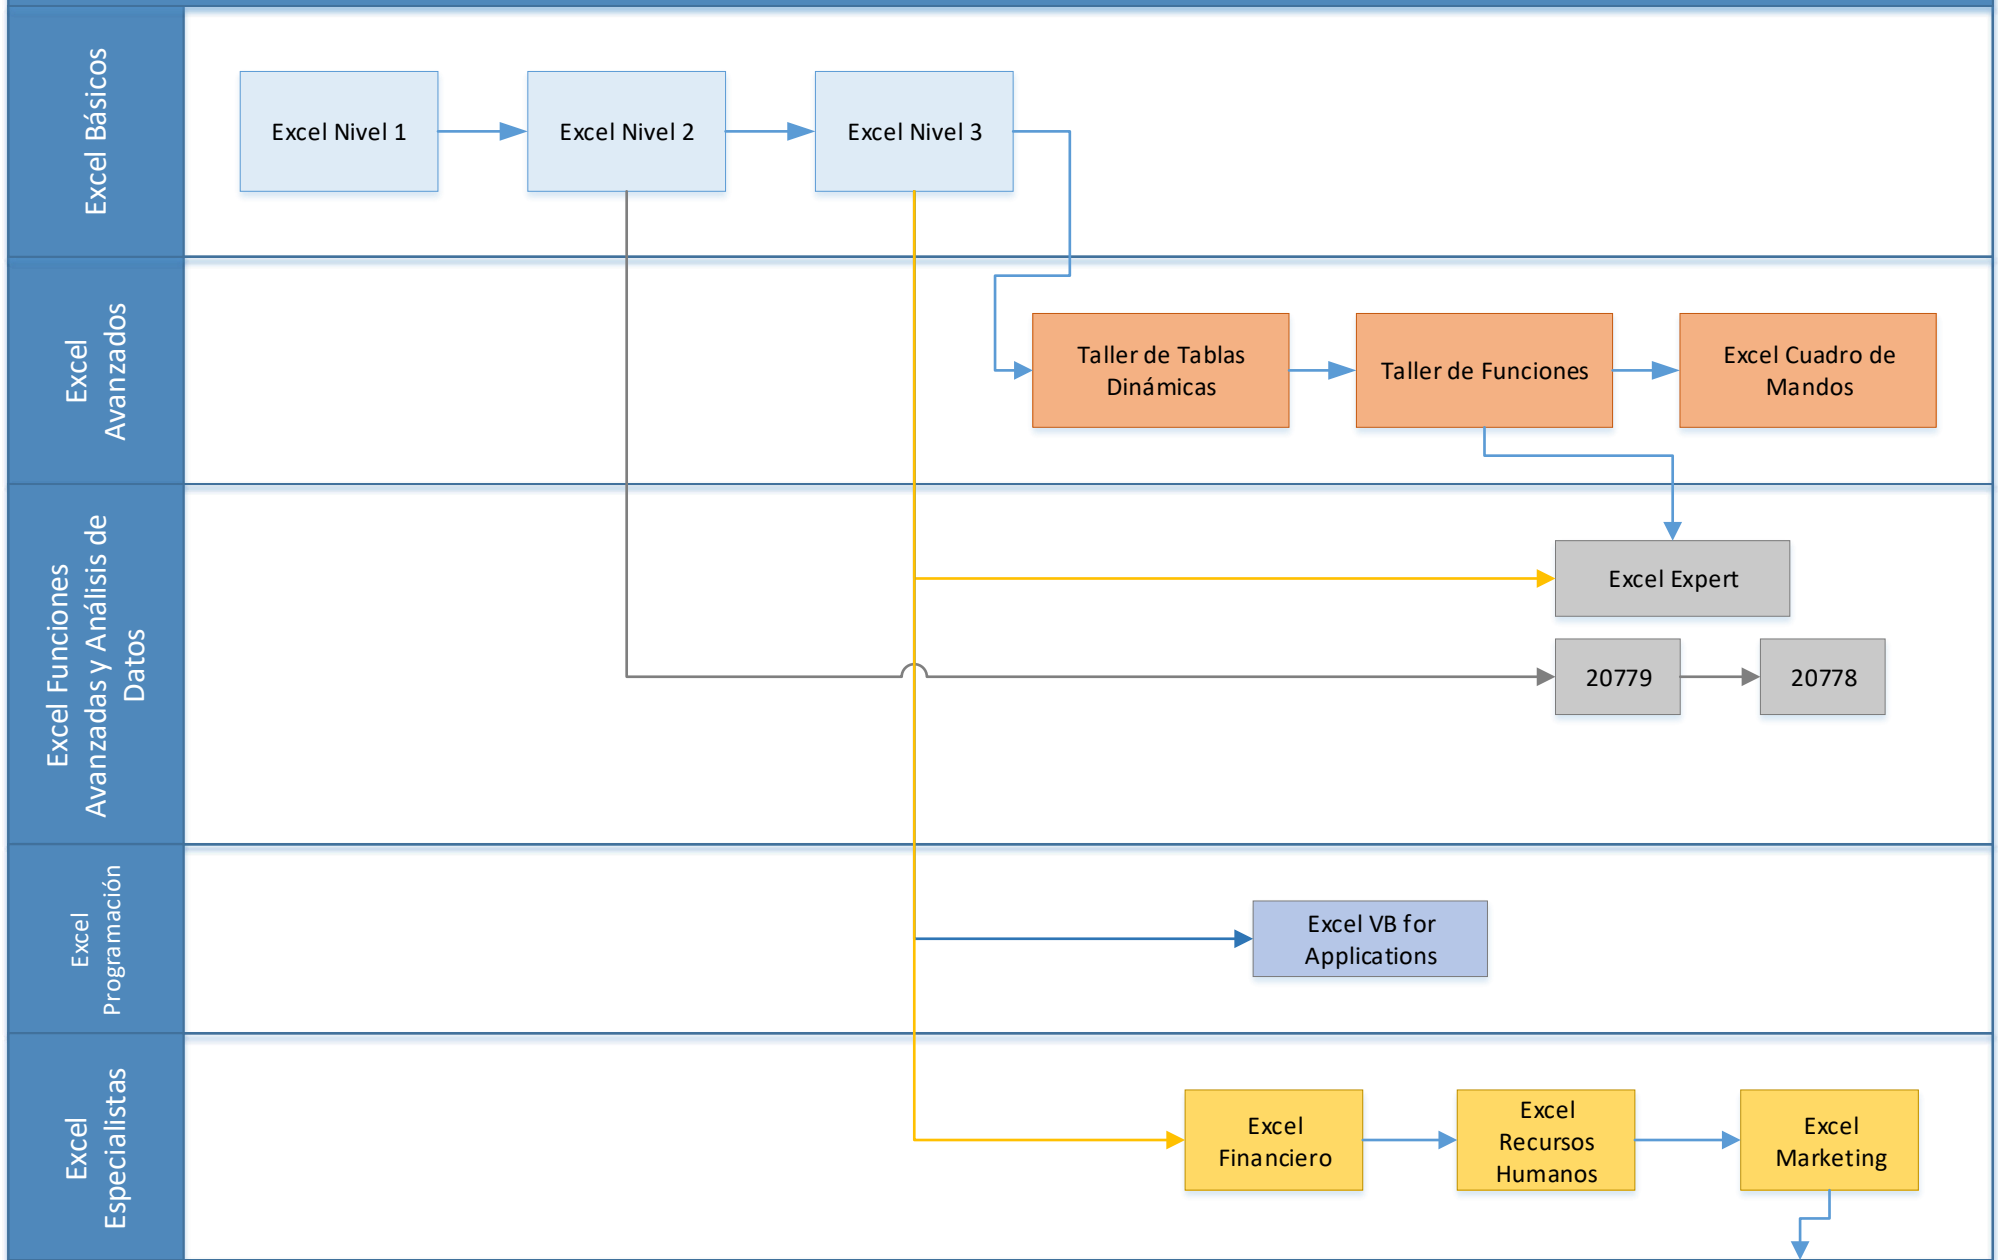 Excel Básicos
Excel Nivel 1
Excel Nivel 2
Excel Nivel 3
Excel
Avanzados
Taller de Tablas
Dinámicas
Taller de Funciones
Excel Cuadro de
Mandos
Excel Funciones
Avanzadas y Análisis de
Datos
Excel Expert
20779
20778
Excel
Programación
Excel VB for
Applications
Excel
Especialistas
Excel
Financiero
Excel
Recursos
Humanos
Excel
Marketing